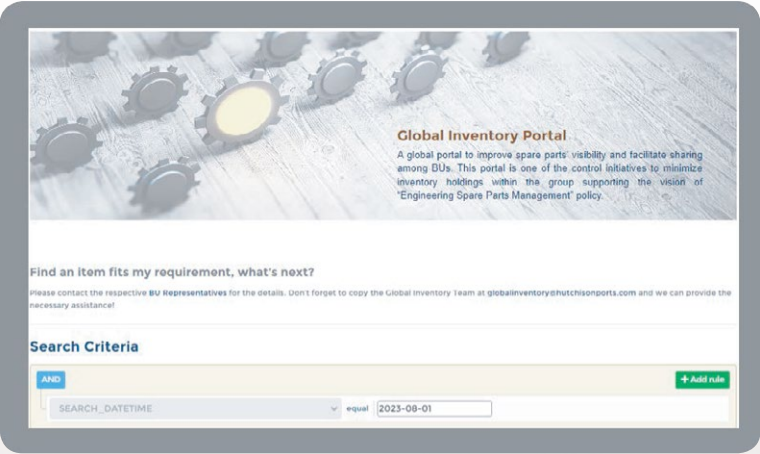 Global Inventory Portal
A global portal to improve spare parts' visibility and facilitate sharing
among BUs. This portal is one of the control initiatives to minimize
inventory holdings within the group supporting the vision of
"Engineering Spare Parts Management" policy.
Find an item fits my requirement, what's next?
Please contact the respective BU Representatives for the details. Don't forget to copy the Global Inventory Team at globalinventory@hutchisonports.com and we can provide the
necessary assistance!
Search Criteria
AND
+ Add rule
SEARCH_DATETIME equal 2023-08-01